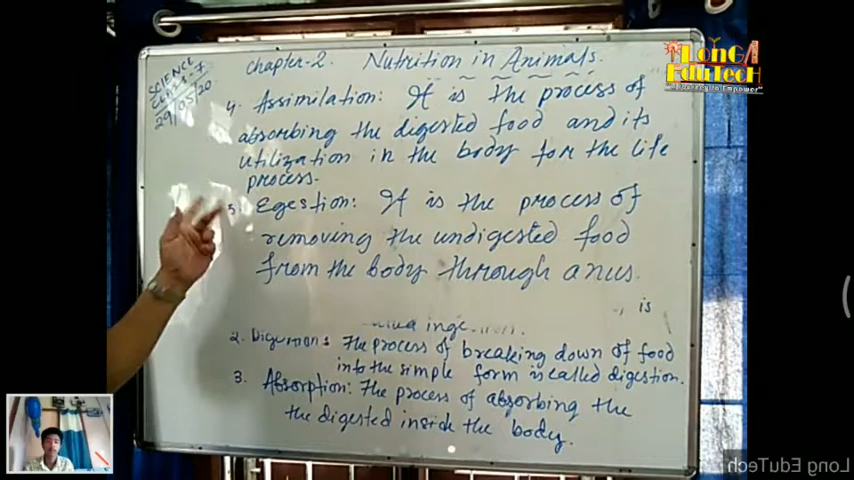 SCIENCE
Class-7
29/05/20
chapter-2. Nutrition in Animals.
4. Assimilation: It is the process of
absorbing the digested food and its
utilization in the body for the life
process.
5. Egestion: It is the process of
removing the undigested food
from the body through anus.
is
2. Digestion: The process of breaking down of food
into the simple form is called digestion.
3. Absorption: The process of absorbing the
the digested inside the body.
LONGA
EDUTECH
"Journey to Empower"
Long EduTech